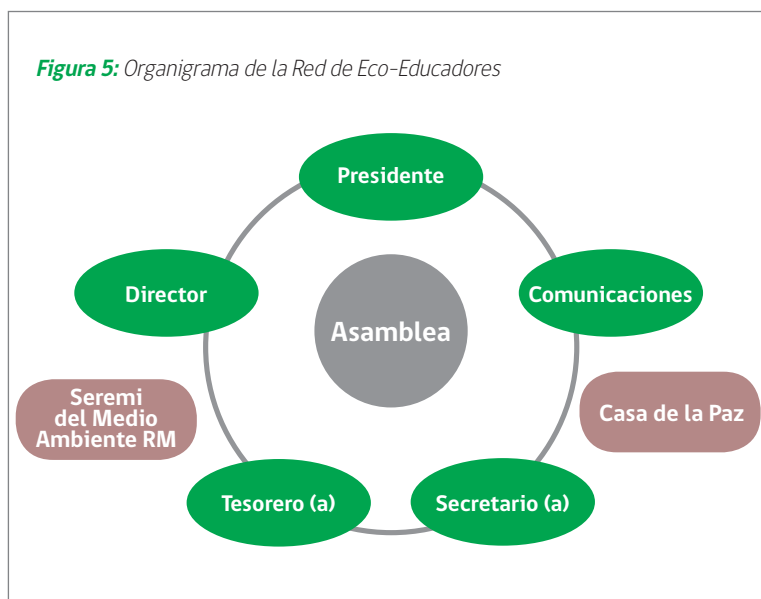 Figura 5: Organigrama de la Red de Eco-Educadores
Presidente
Director
Comunicaciones
Asamblea
Seremi
del Medio
Ambiente RM
Casa de la Paz
Tesorero (a)
Secretario (a)